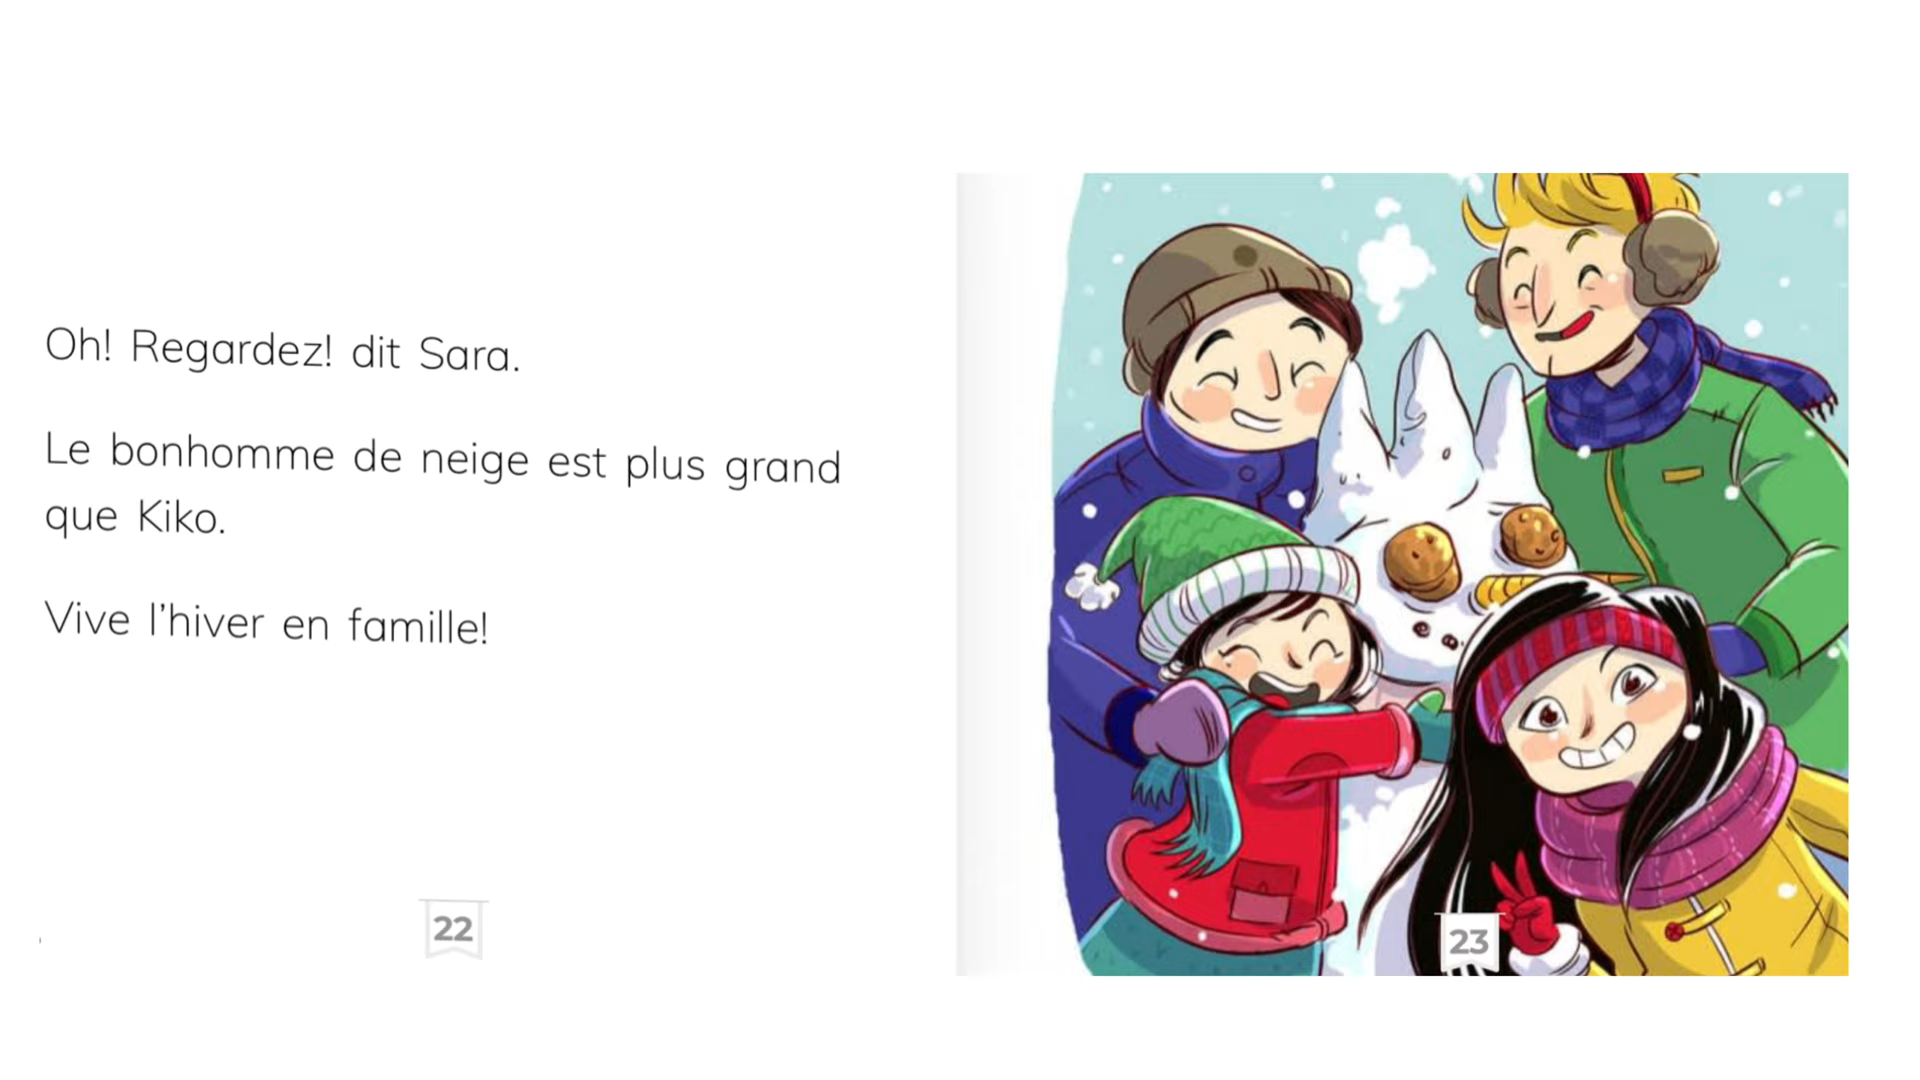 Oh! Regardez! dit Sara.
Le bonhomme de neige est plus grand
que Kiko.
Vive l'hiver en famille!
22
23